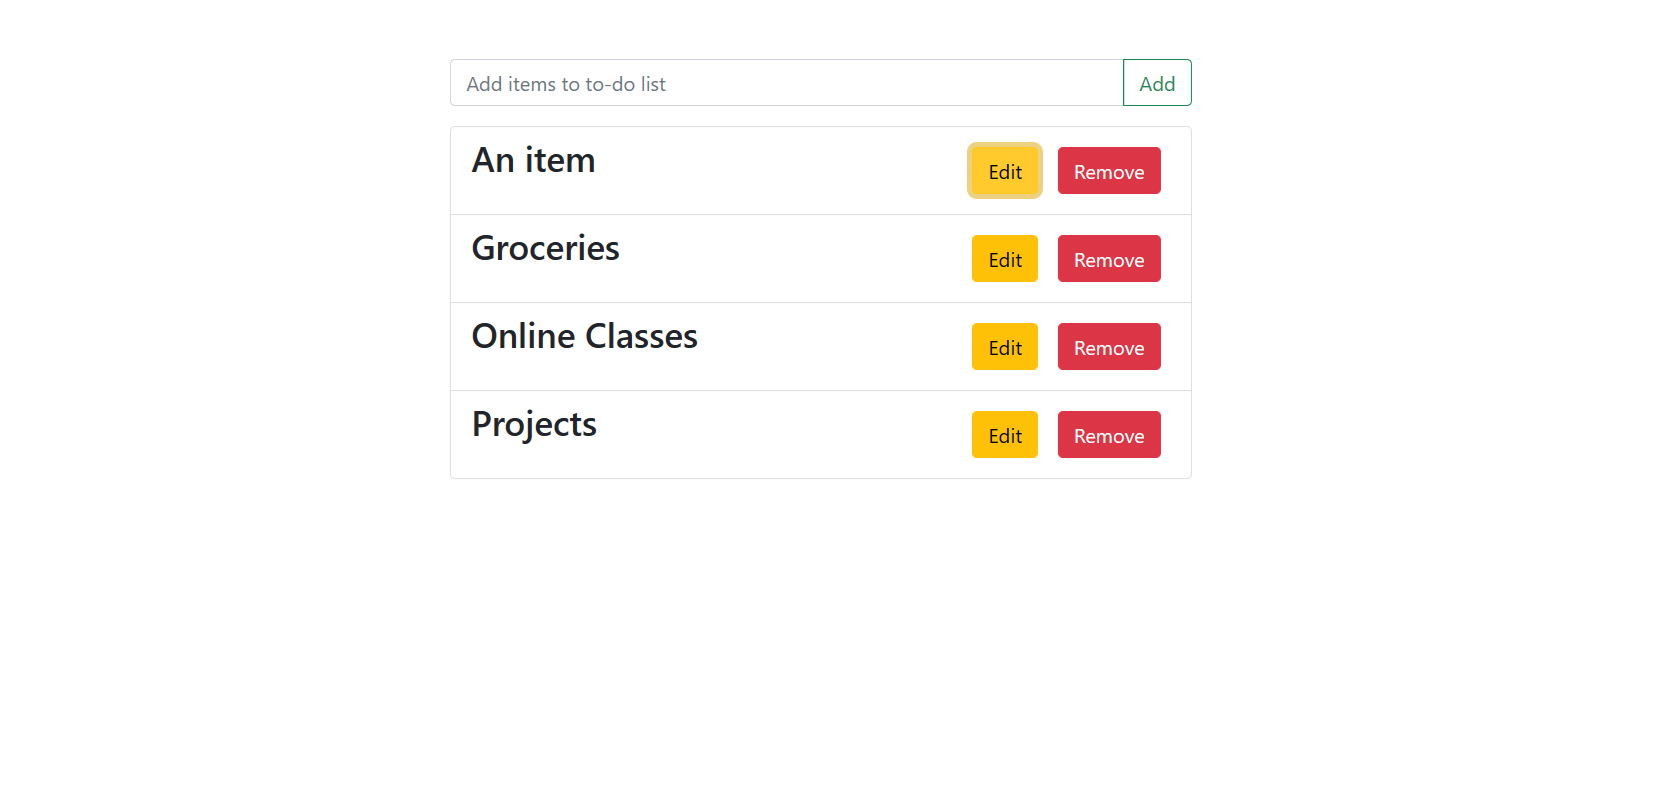 Add items to to-do list Add
An item Edit Remove
Groceries Edit Remove
Online Classes Edit Remove
Projects Edit Remove